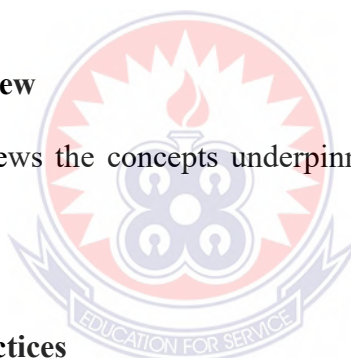 ew
ews the concepts underpinn
EDUCATION FOR SERVICE
ctices